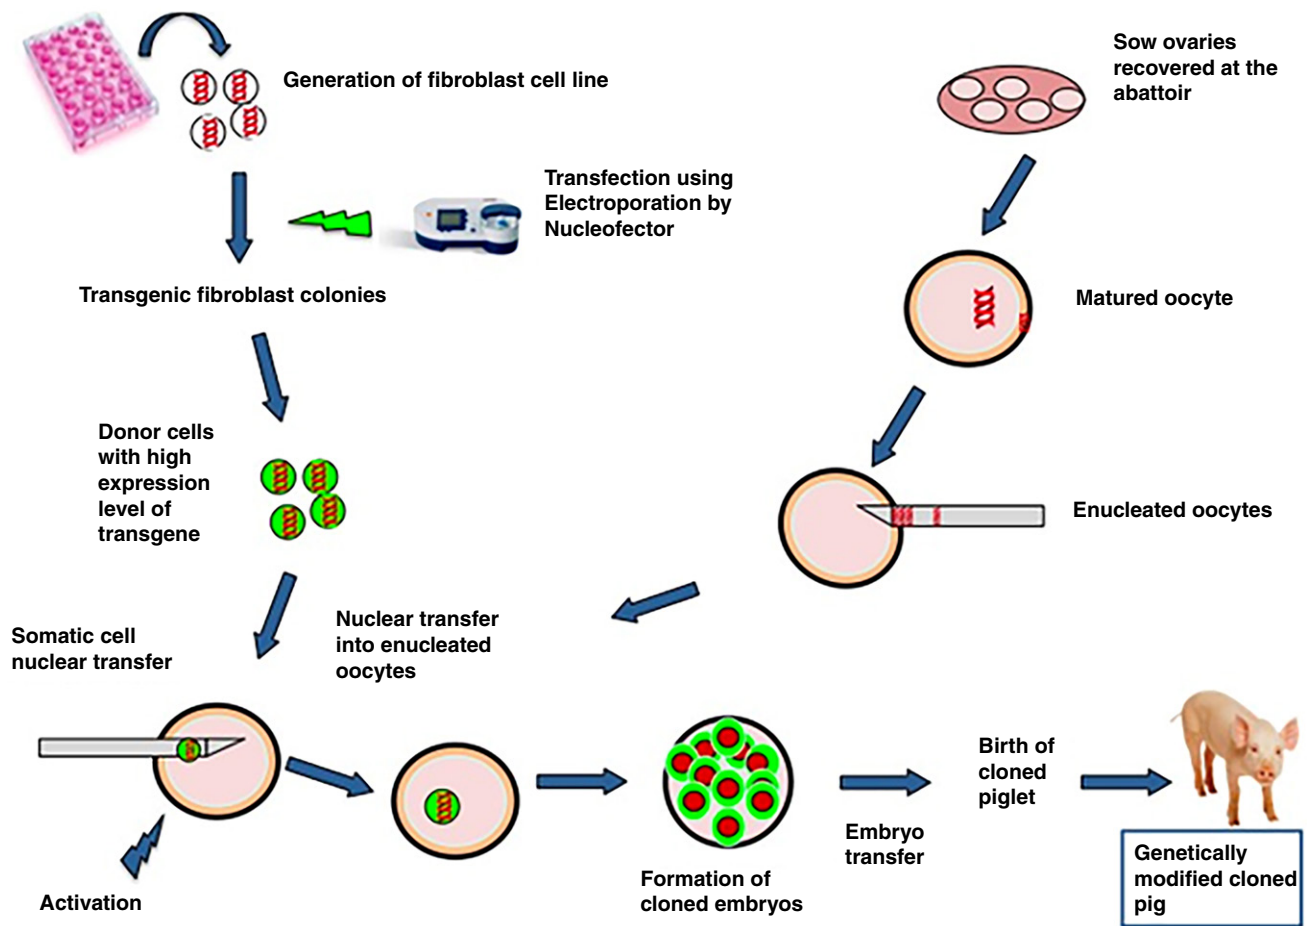 Generation of fibroblast cell line
Sow ovaries
recovered at the
abattoir
Transfection using
Electroporation by
Nucleofector
Transgenic fibroblast colonies
Matured oocyte
Donor cells
with high
expression
level of
transgene
Enucleated oocytes
Somatic cell
nuclear transfer
Nuclear transfer
into enucleated
oocytes
Activation
Formation of
cloned embryos
Embryo
transfer
Birth of
cloned
piglet
Genetically
modified cloned
pig